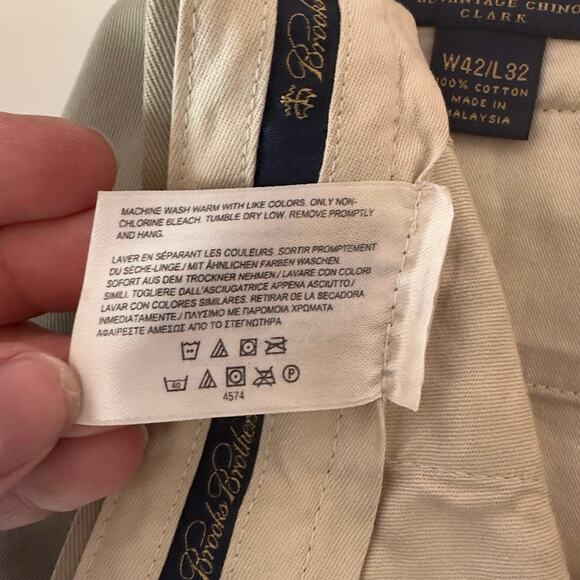 ADVANTAGE CHINO
CLARK
W42/L32
100% COTTON
MADE IN
MALAYSIA
Brooks
MACHINE WASH WARM WITH LIKE COLORS. ONLY NON-
CHLORINE BLEACH. TUMBLE DRY LOW. REMOVE PROMPTLY
AND HANG.
LAVER EN SÉPARANT LES COULEURS. SORTIR PROMPTEMENT
DU SÈCHE-LINGE./ MIT ÄHNLICHEN FARBEN WASCHEN.
SOFORT AUS DEM TROCKNER NEHMEN./ LAVARE CON COLORI
SIMILI. TOGLIERE DALL'ASCIUGATRICE APPENA ASCIUTTO/
LAVAR CON COLORES SIMILARES. RETIRAR DE LA SECADORA
INMEDIATAMENTE./ ΠΛΥΣΙΜΟ ΜΕ ΠΑΡΟΜΟΙΑ ΧΡΩΜΑΤΑ
ΑΦΑΙΡΕΣΤΕ ΑΜΕΣΩΣ ΑΠΟ ΤΟ ΣΤΕΓΝΩΤΗΡΑ
40
P
4574
Brooks Brothers